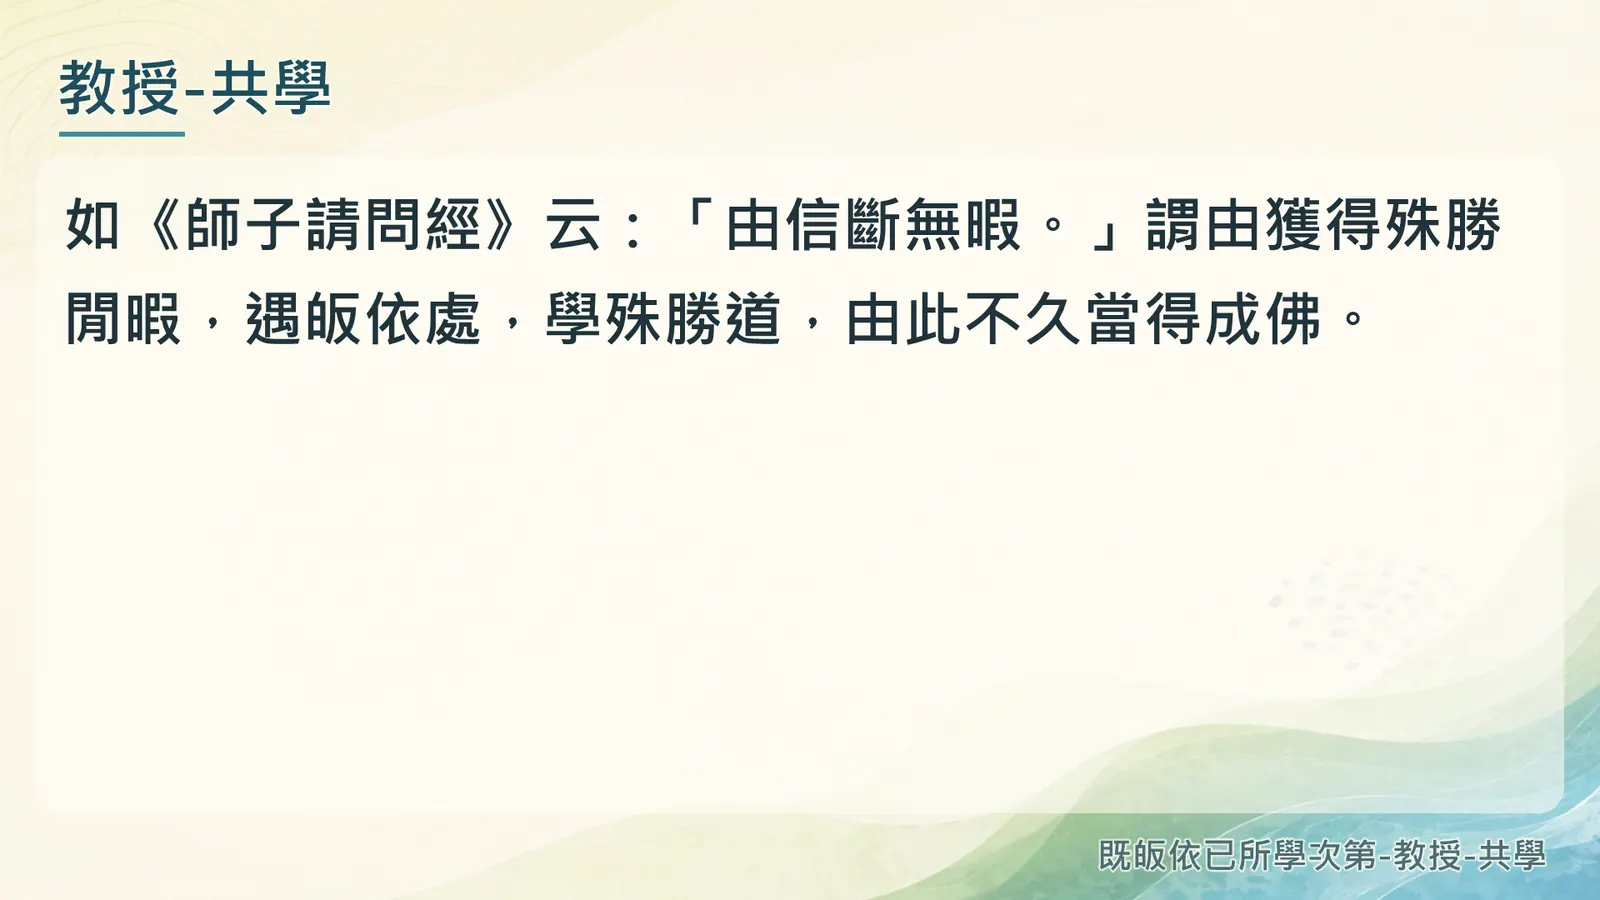 教授-共學
如《師子請問經》云：「由信斷無暇。」謂由獲得殊勝
閒暇，遇皈依處，學殊勝道，由此不久當得成佛。
既皈依已所學次第-教授-共學